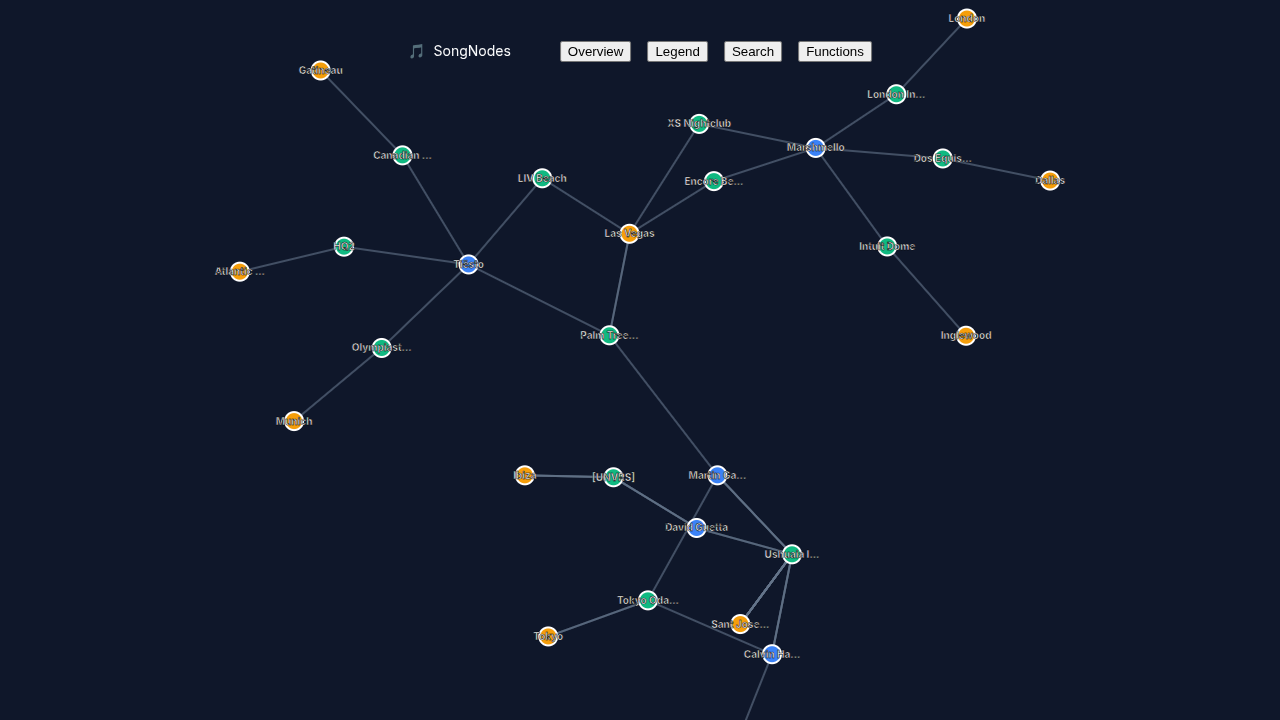 London
🎵 SongNodes
Overview
Legend
Search
Functions
Gatineau
London In...
XS Nightclub
Marshmello
Canadian ...
Dos Equis...
LIV Beach
Encore Be...
Dallas
Las Vegas
HQ2
Intuit Dome
Tiësto
Atlantic ...
Palm Tree...
Inglewood
Olympiast...
Munich
Ibiza
[UNVRS]
Martin Ga...
David Guetta
Ushuaïa I...
Tokyo Oda...
Sant Jose...
Tokyo
Calvin Ha...